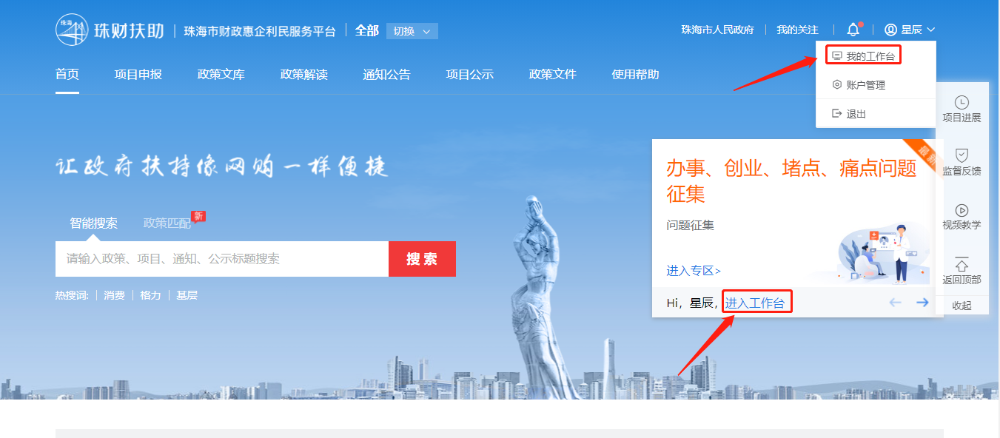 珠海
珠财扶助 珠海市财政惠企利民服务平台 全部 切换
珠海市人民政府 我的关注 星辰
首页 项目申报 政策文库 政策解读 通知公告 项目公示 政策文件 使用帮助
我的工作台
账户管理
退出
让政府扶持像网购一样便捷
智能搜索 政策匹配 新
请输入政策、项目、通知、公示标题搜索
搜索
热搜词: 消费 格力 基层
最新
办事、创业、堵点、痛点问题
征集
问题征集
进入专区>
Hi, 星辰, 进入工作台
项目进展
监督反馈
视频教学
返回顶部
收起